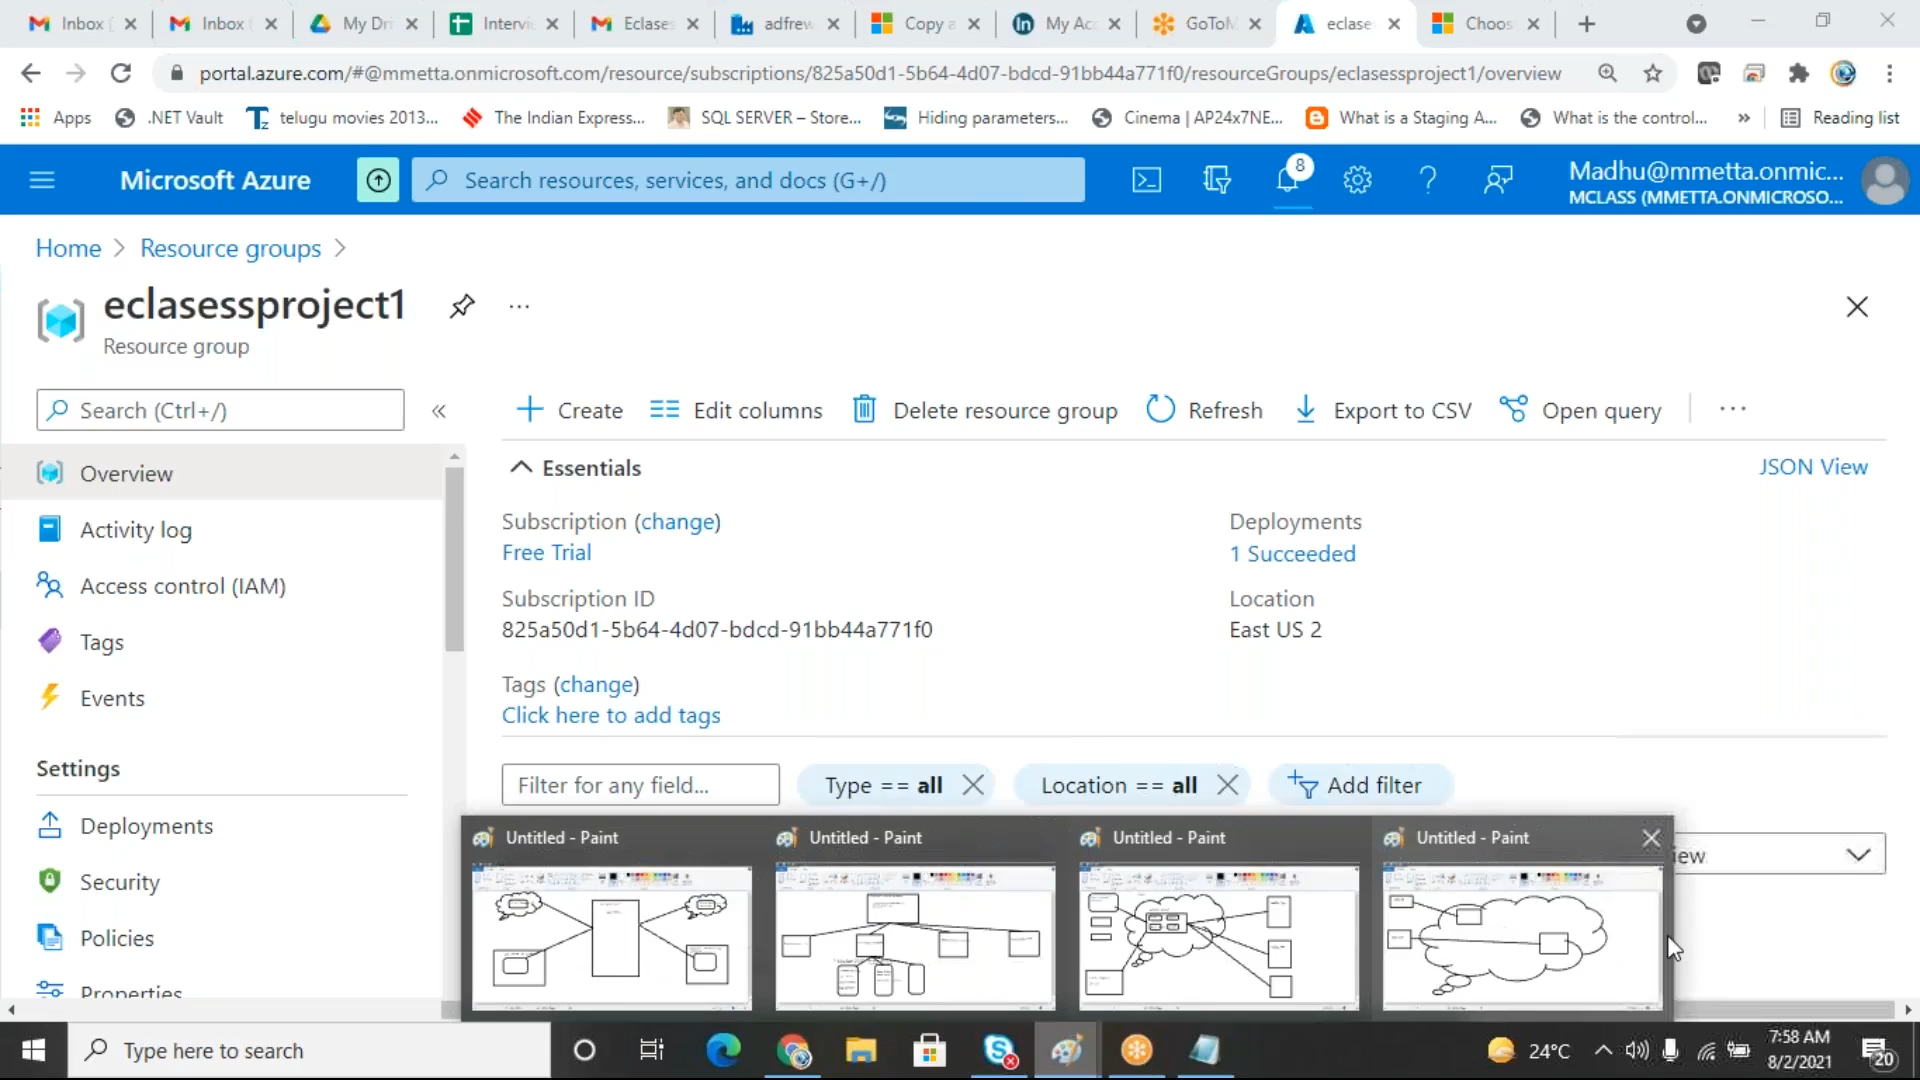 Inbox
Inbox
My Dri
Intervi
Eclases
adfrew
Copy a
My Acc
GoToM
eclase
Choos
portal.azure.com/#@mmetta.onmicrosoft.com/resource/subscriptions/825a50d1-5b64-4d07-bdcd-91bb44a771f0/resourceGroups/eclasessproject1/overview
Apps
.NET Vault
telugu movies 2013...
The Indian Express...
SQL SERVER – Store...
Hiding parameters...
Cinema | AP24x7NE...
What is a Staging A...
What is the control...
»
Reading list
Microsoft Azure
Search resources, services, and docs (G+/)
8
Madhu@mmetta.onmic...
MCLASS (MMETTA.ONMICROSO...
Home > Resource groups >
eclasessproject1
...
Resource group
Search (Ctrl+/)
«
Create
Edit columns
Delete resource group
Refresh
Export to CSV
Open query
...
Overview
Activity log
Access control (IAM)
Tags
Events
Settings
Deployments
Security
Policies
Properties
Essentials
JSON View
Subscription (change)
Free Trial
Deployments
1 Succeeded
Subscription ID
825a50d1-5b64-4d07-bdcd-91bb44a771f0
Location
East US 2
Tags (change)
Click here to add tags
Filter for any field...
Type == all
Location == all
Add filter
Untitled - Paint
Untitled - Paint
Untitled - Paint
Untitled - Paint
Type here to search
24°C
7:58 AM
8/2/2021
20